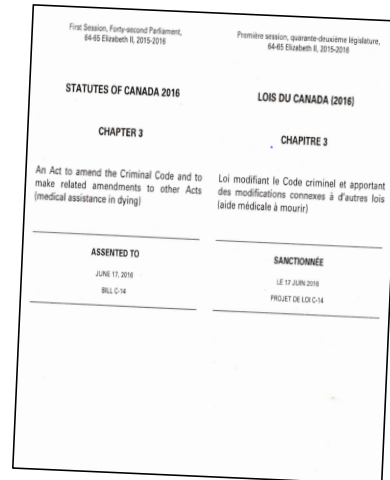 First Session, Forty-second Parliament,
64-65 Elizabeth II, 2015-2016
STATUTES OF CANADA 2016
CHAPTER 3
An Act to amend the Criminal Code and to
make related amendments to other Acts
(medical assistance in dying)
ASSENTED TO
JUNE 17, 2016
BILL C-14
Première session, quarante-deuxième législature,
64-65 Elizabeth II, 2015-2016
LOIS DU CANADA (2016)
CHAPITRE 3
Loi modifiant le Code criminel et apportant
des modifications connexes à d'autres lois
(aide médicale à mourir)
SANCTIONNÉE
LE 17 JUIN 2016
PROJET DE LOI C-14